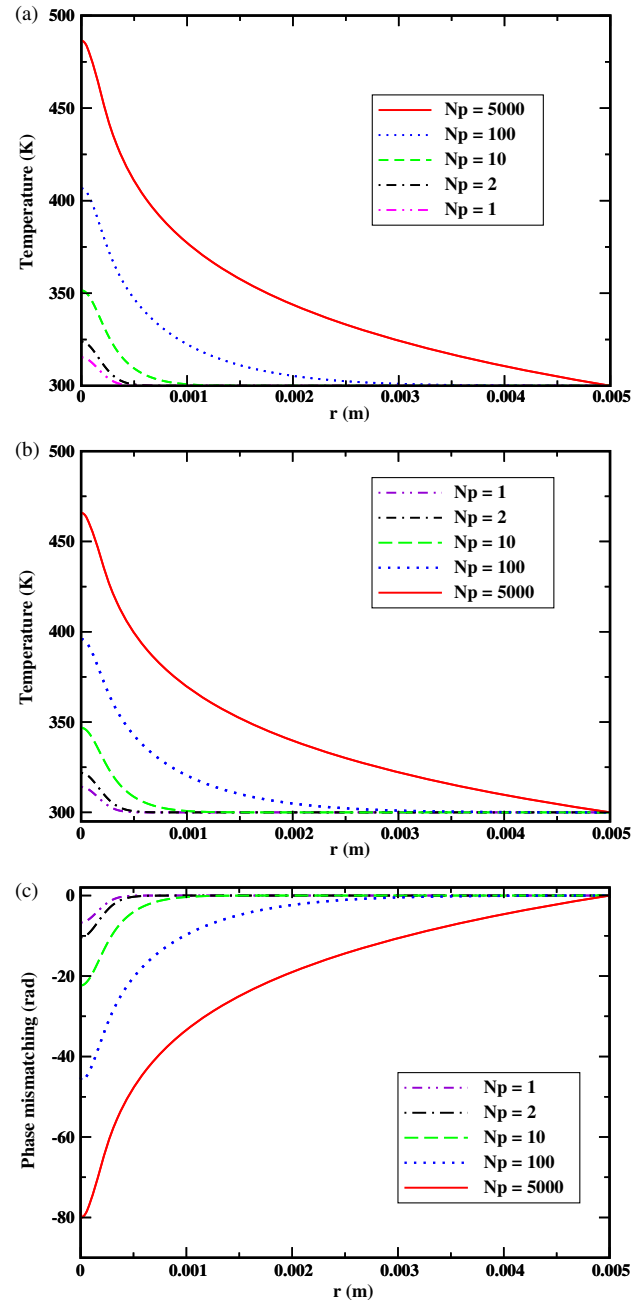 (a)
500
450
400
350
300
Temperature (K)
Np = 5000
Np = 100
Np = 10
Np = 2
Np = 1
0
0.001
0.002
0.003
0.004
0.005
r (m)
(b)
500
450
400
350
300
Temperature (K)
Np = 1
Np = 2
Np = 10
Np = 100
Np = 5000
0
0.001
0.002
0.003
0.004
0.005
r (m)
(c)
0
-20
-40
-60
-80
Phase mismatching (rad)
Np = 1
Np = 2
Np = 10
Np = 100
Np = 5000
0
0.001
0.002
0.003
0.004
0.005
r (m)